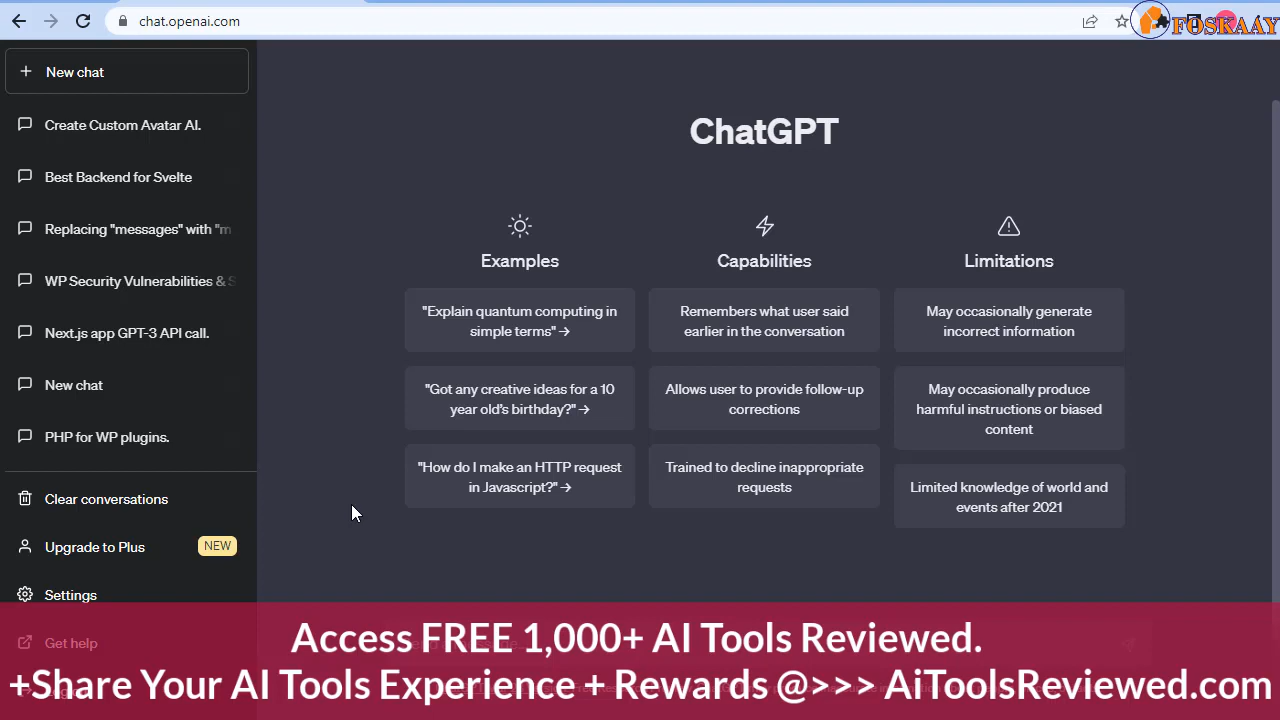 chat.openai.com
FOSKAAY
New chat
Create Custom Avatar AI.
Best Backend for Svelte
Replacing "messages" with "m
WP Security Vulnerabilities & S
Next.js app GPT-3 API call.
New chat
PHP for WP plugins.
Clear conversations
Upgrade to Plus
NEW
Settings
Get help
ChatGPT
Examples
"Explain quantum computing in
simple terms" →
"Got any creative ideas for a 10
year old's birthday?" →
"How do I make an HTTP request
in Javascript?" →
Capabilities
Remembers what user said
earlier in the conversation
Allows user to provide follow-up
corrections
Trained to decline inappropriate
requests
Limitations
May occasionally generate
incorrect information
May occasionally produce
harmful instructions or biased
content
Limited knowledge of world and
events after 2021
Access FREE 1,000+ AI Tools Reviewed.
+Share Your AI Tools Experience + Rewards @>>> AiToolsReviewed.com